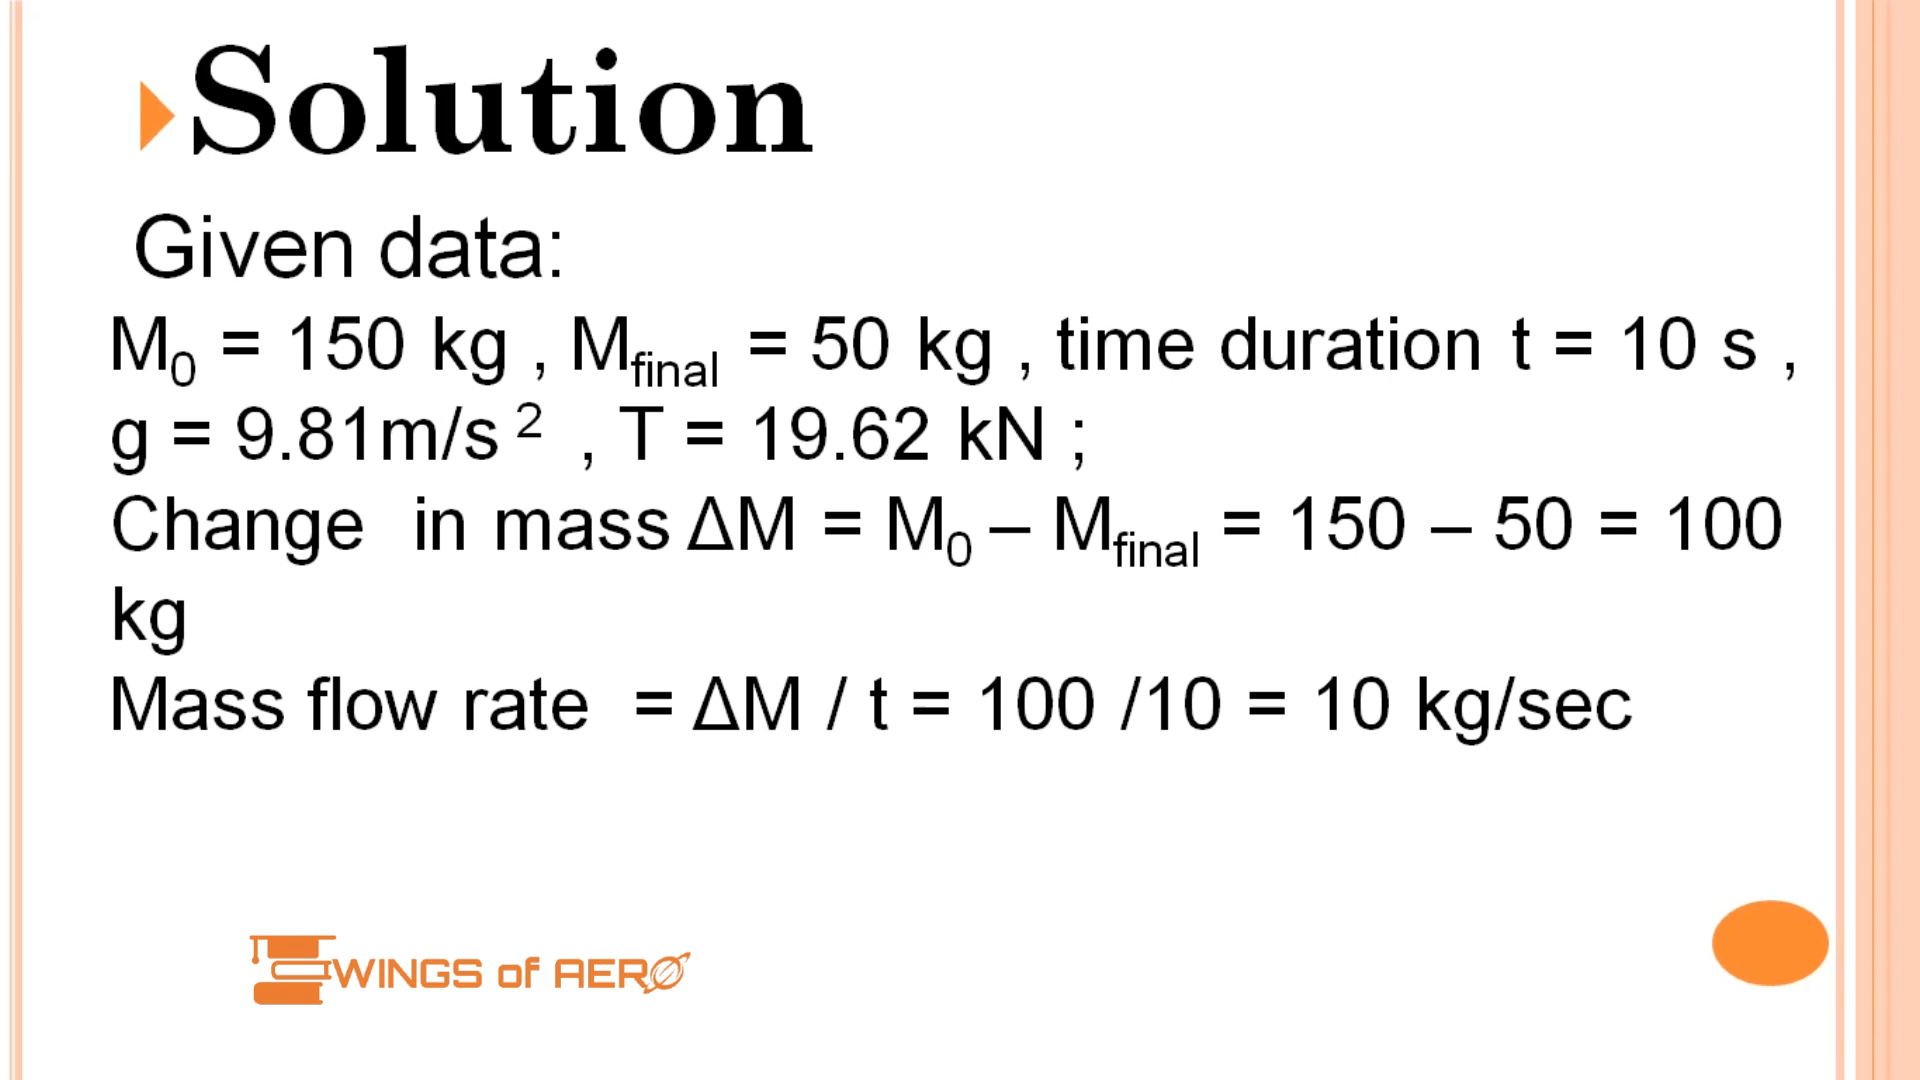 Solution
Given data:
M₀ = 150 kg , M_final = 50 kg , time duration t = 10 s ,
g = 9.81m/s ² , T = 19.62 kN ;
Change in mass ΔM = M₀ – M_final = 150 – 50 = 100
kg
Mass flow rate = ΔM / t = 100 /10 = 10 kg/sec
WINGS of AERO